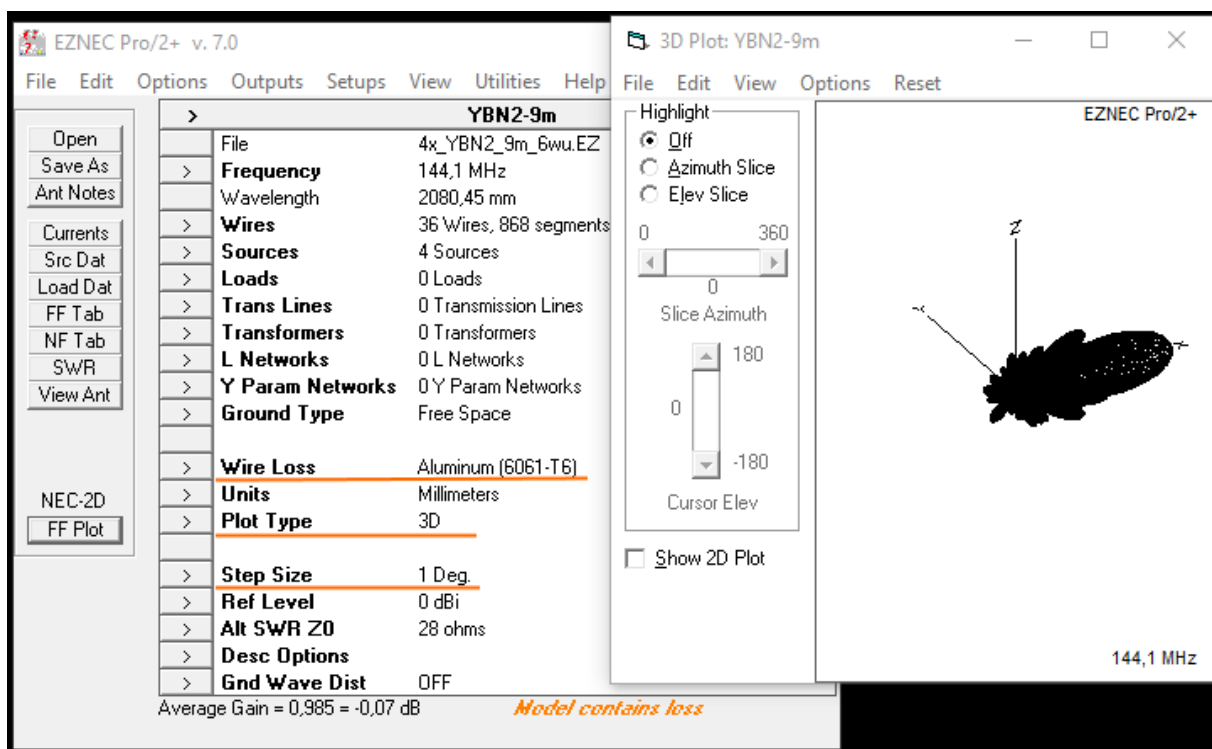 EZNEC Pro/2+ v. 7.0
File Edit Options Outputs Setups View Utilities Help
Open
Save As
Ant Notes
Currents
Src Dat
Load Dat
FF Tab
NF Tab
SWR
View Ant
NEC-2D
FF Plot
> YBN2-9m
File 4x_YBN2_9m_6wu.EZ
> Frequency 144,1 MHz
Wavelength 2080,45 mm
> Wires 36 Wires, 868 segments
> Sources 4 Sources
> Loads 0 Loads
> Trans Lines 0 Transmission Lines
> Transformers 0 Transformers
> L Networks 0 L Networks
> Y Param Networks 0 Y Param Networks
> Ground Type Free Space
> Wire Loss Aluminum (6061-T6)
> Units Millimeters
> Plot Type 3D
> Step Size 1 Deg.
> Ref Level 0 dBi
> Alt SWR Z0 28 ohms
> Desc Options
> Gnd Wave Dist OFF
Average Gain = 0,985 = -0,07 dB Model contains loss
3D Plot: YBN2-9m
File Edit View Options Reset
Highlight
Off
Azimuth Slice
Elev Slice
0 360
0
Slice Azimuth
180
0
-180
Cursor Elev
Show 2D Plot
EZNEC Pro/2+
Z
144,1 MHz